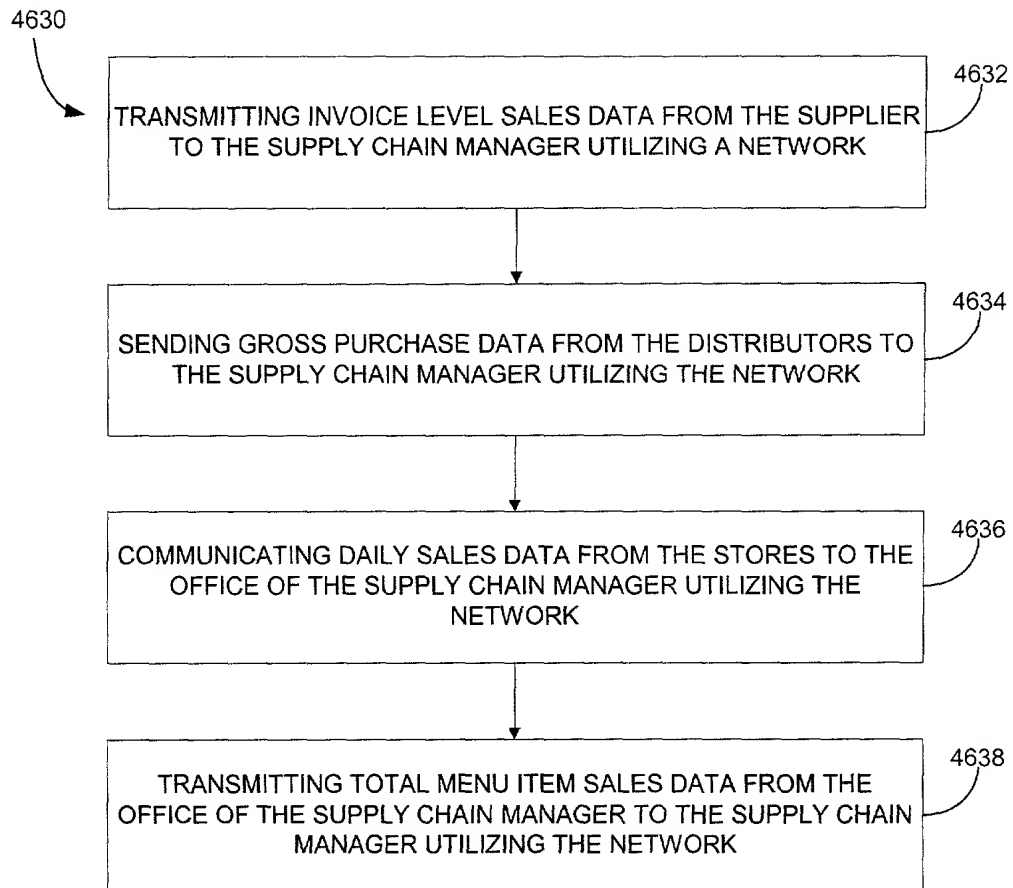 4630
4632
TRANSMITTING INVOICE LEVEL SALES DATA FROM THE SUPPLIER
TO THE SUPPLY CHAIN MANAGER UTILIZING A NETWORK
4634
SENDING GROSS PURCHASE DATA FROM THE DISTRIBUTORS TO
THE SUPPLY CHAIN MANAGER UTILIZING THE NETWORK
4636
COMMUNICATING DAILY SALES DATA FROM THE STORES TO THE
OFFICE OF THE SUPPLY CHAIN MANAGER UTILIZING THE
NETWORK
4638
TRANSMITTING TOTAL MENU ITEM SALES DATA FROM THE
OFFICE OF THE SUPPLY CHAIN MANAGER TO THE SUPPLY CHAIN
MANAGER UTILIZING THE NETWORK